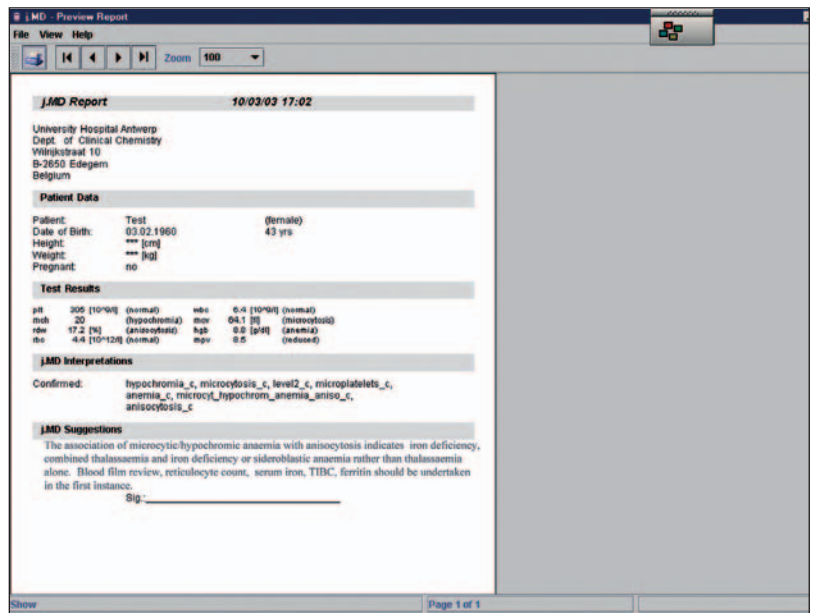 j.MD - Preview Report
File View Help
Zoom 100
j.MD Report 10/03/03 17:02
University Hospital Antwerp
Dept. of Clinical Chemistry
Wilrijkstraat 10
B-2650 Edegem
Belgium
Patient Data
Patient: Test (female)
Date of Birth: 03.02.1960 43 yrs
Height: *** [cm]
Weight: *** [kg]
Pregnant: no
Test Results
plt 305 [10^9/l] (normal) wbc 6.4 [10^9/l] (normal)
mch 20 (hypochromia) mcv 64.1 [fl] (microcytosis)
rdw 17.2 [%] (anisocytosis) hgb 8.8 [g/dl] (anemia)
rbc 4.4 [10^12/l] (normal) mpv 8.5 (reduced)
j.MD Interpretations
Confirmed: hypochromia_c, microcytosis_c, level2_c, microplatelets_c,
anemia_c, microcyt_hypochrom_anemia_aniso_c,
anisocytosis_c
j.MD Suggestions
The association of microcytic/hypochromic anaemia with anisocytosis indicates iron deficiency,
combined thalassaemia and iron deficiency or sideroblastic anaemia rather than thalassaemia
alone. Blood film review, reticulocyte count, serum iron, TIBC, ferritin should be undertaken
in the first instance.
Sig.:
Show Page 1 of 1